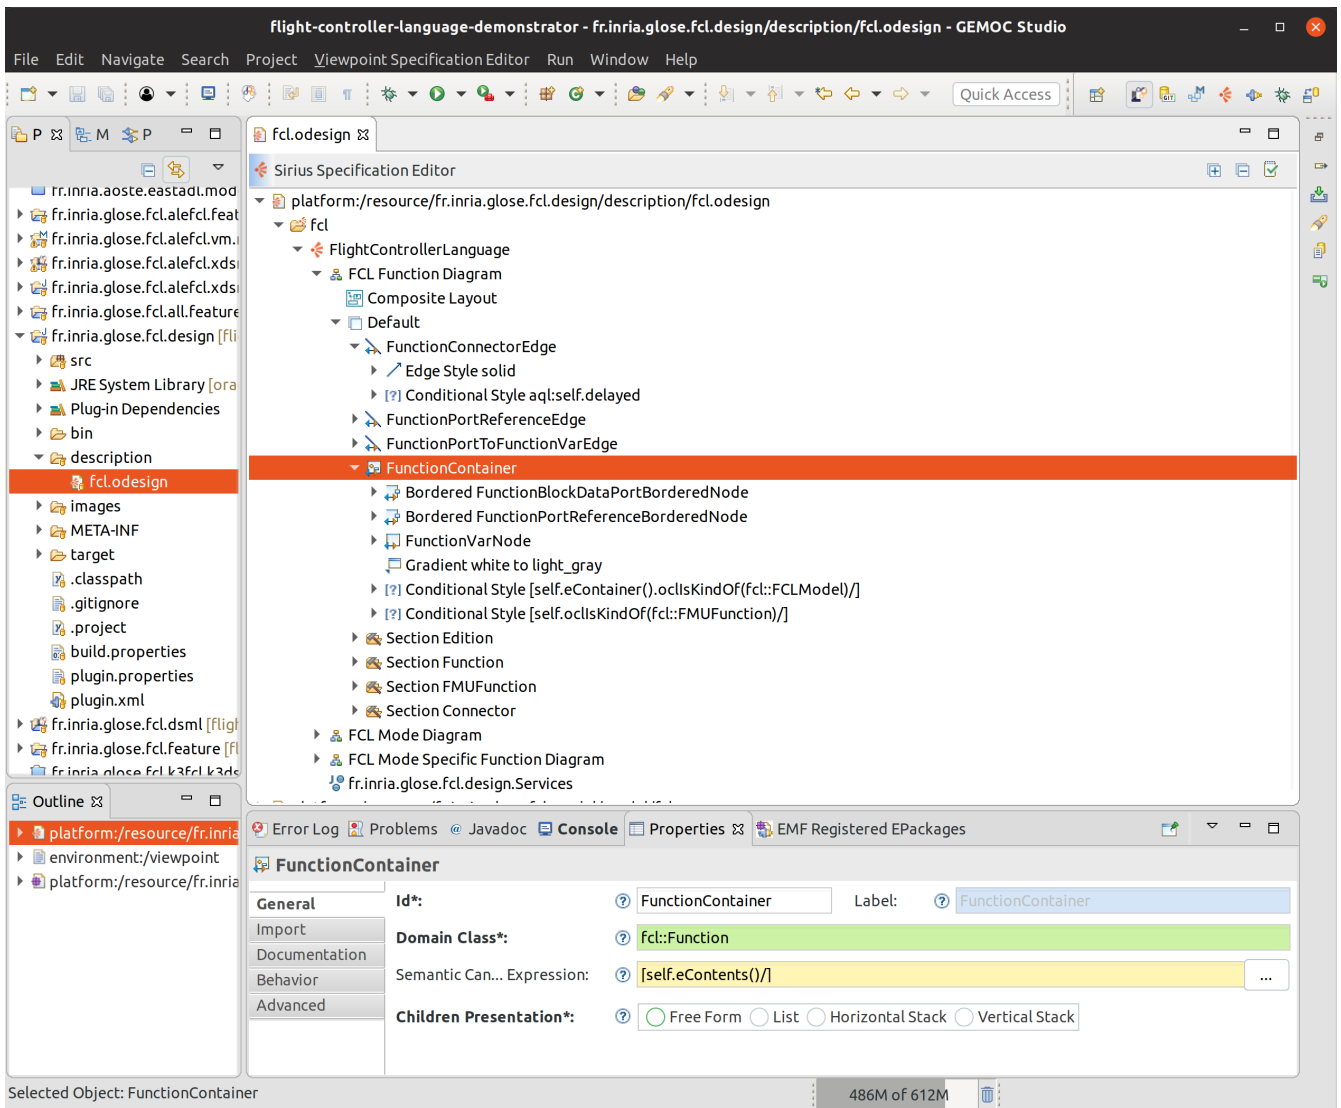 flight-controller-language-demonstrator - fr.inria.glose.fcl.design/description/fcl.odesign - GEMOC Studio
File Edit Navigate Search Project Viewpoint Specification Editor Run Window Help
Quick Access
P M P
fcl.odesign
Sirius Specification Editor
fr.inria.aoste.eastadl.mod
fr.inria.glose.fcl.alefcl.feat
fr.inria.glose.fcl.alefcl.vm.
fr.inria.glose.fcl.alefcl.xds
fr.inria.glose.fcl.alefcl.xds
fr.inria.glose.fcl.all.feature
fr.inria.glose.fcl.design [fli
src
JRE System Library [ora
Plug-in Dependencies
bin
description
fcl.odesign
images
META-INF
target
.classpath
.gitignore
.project
build.properties
plugin.properties
plugin.xml
fr.inria.glose.fcl.dsml [fligh
fr.inria.glose.fcl.feature [fl
fr.inria.glose.fcl.k3fcl.k3ds
platform:/resource/fr.inria.glose.fcl.design/description/fcl.odesign
fcl
FlightControllerLanguage
FCL Function Diagram
Composite Layout
Default
FunctionConnectorEdge
Edge Style solid
[?] Conditional Style aql:self.delayed
FunctionPortReferenceEdge
FunctionPortToFunctionVarEdge
FunctionContainer
Bordered FunctionBlockDataPortBorderedNode
Bordered FunctionPortReferenceBorderedNode
FunctionVarNode
Gradient white to light_gray
[?] Conditional Style [self.eContainer().oclIsKindOf(fcl::FCLModel)/]
[?] Conditional Style [self.oclIsKindOf(fcl::FMUFunction)/]
Section Edition
Section Function
Section FMUFunction
Section Connector
FCL Mode Diagram
FCL Mode Specific Function Diagram
fr.inria.glose.fcl.design.Services
Outline
platform:/resource/fr.inria
environment:/viewpoint
platform:/resource/fr.inria
Error Log Problems @ Javadoc Console Properties EMF Registered EPackages
FunctionContainer
General
Import
Documentation
Behavior
Advanced
Id*: FunctionContainer Label: FunctionContainer
Domain Class*: fcl::Function
Semantic Can... Expression: [self.eContents()/] ...
Children Presentation*: Free Form List Horizontal Stack Vertical Stack
Selected Object: FunctionContainer
486M of 612M